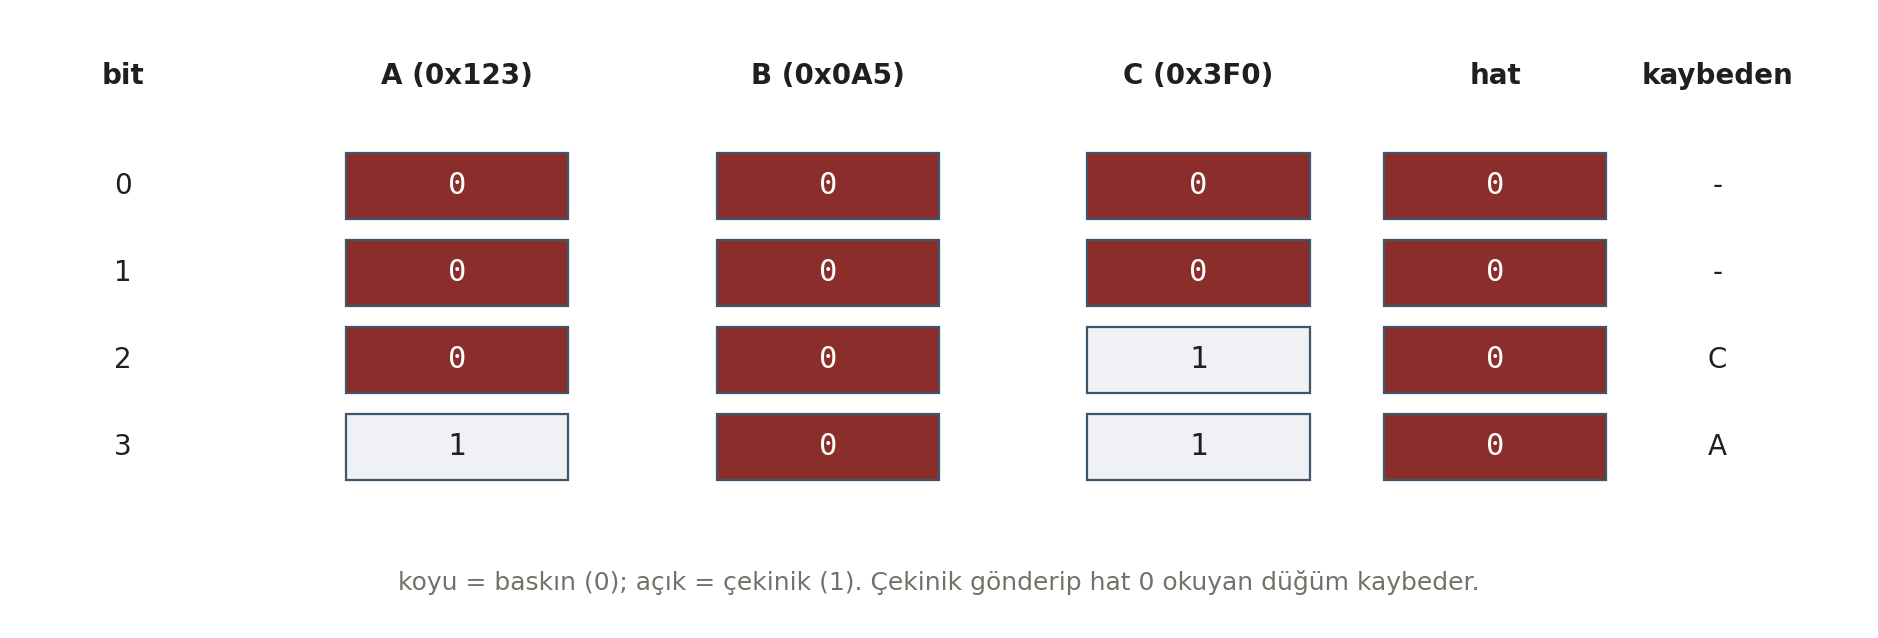 bit A (0x123) B (0x0A5) C (0x3F0) hat kaybeden
0 0 0 0 0 -
1 0 0 0 0 -
2 0 0 1 0 C
3 1 0 1 0 A
koyu = baskın (0); açık = çekinik (1). Çekinik gönderip hat 0 okuyan düğüm kaybeder.